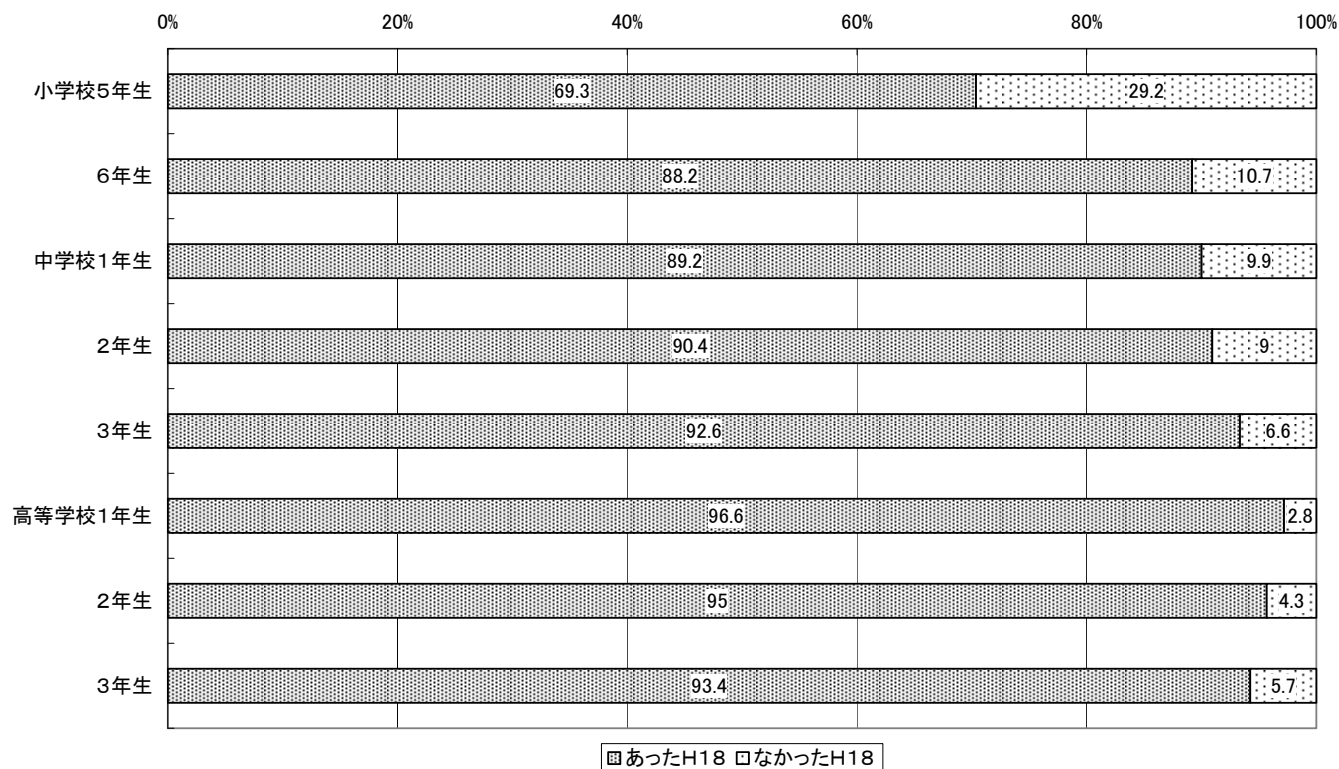 0% 20% 40% 60% 80% 100%
小学校5年生 69.3 29.2
6年生 88.2 10.7
中学校1年生 89.2 9.9
2年生 90.4 9
3年生 92.6 6.6
高等学校1年生 96.6 2.8
2年生 95 4.3
3年生 93.4 5.7
あったH18 なかったH18